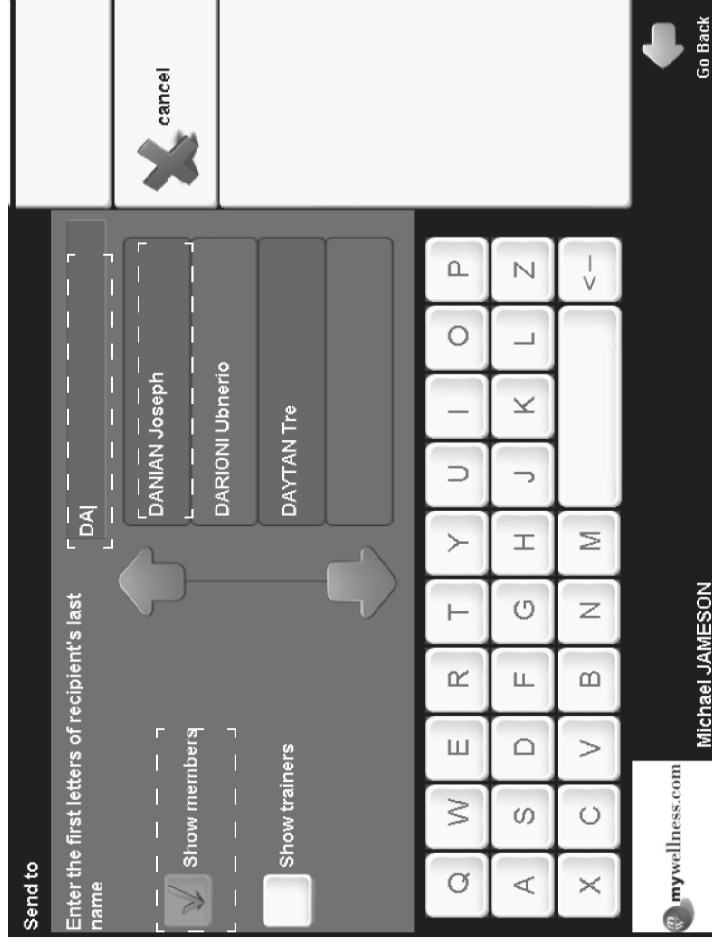 Send to
Enter the first letters of recipient's last
name
DA
Show members
Show trainers
DANIAN Joseph
DARIONI Ubnerio
DAYTAN Tre
cancel
Q W E R T Y U I O P
A S D F G H J K L Z
X C V B N M <–
mywellness.com
Michael JAMESON
Go Back